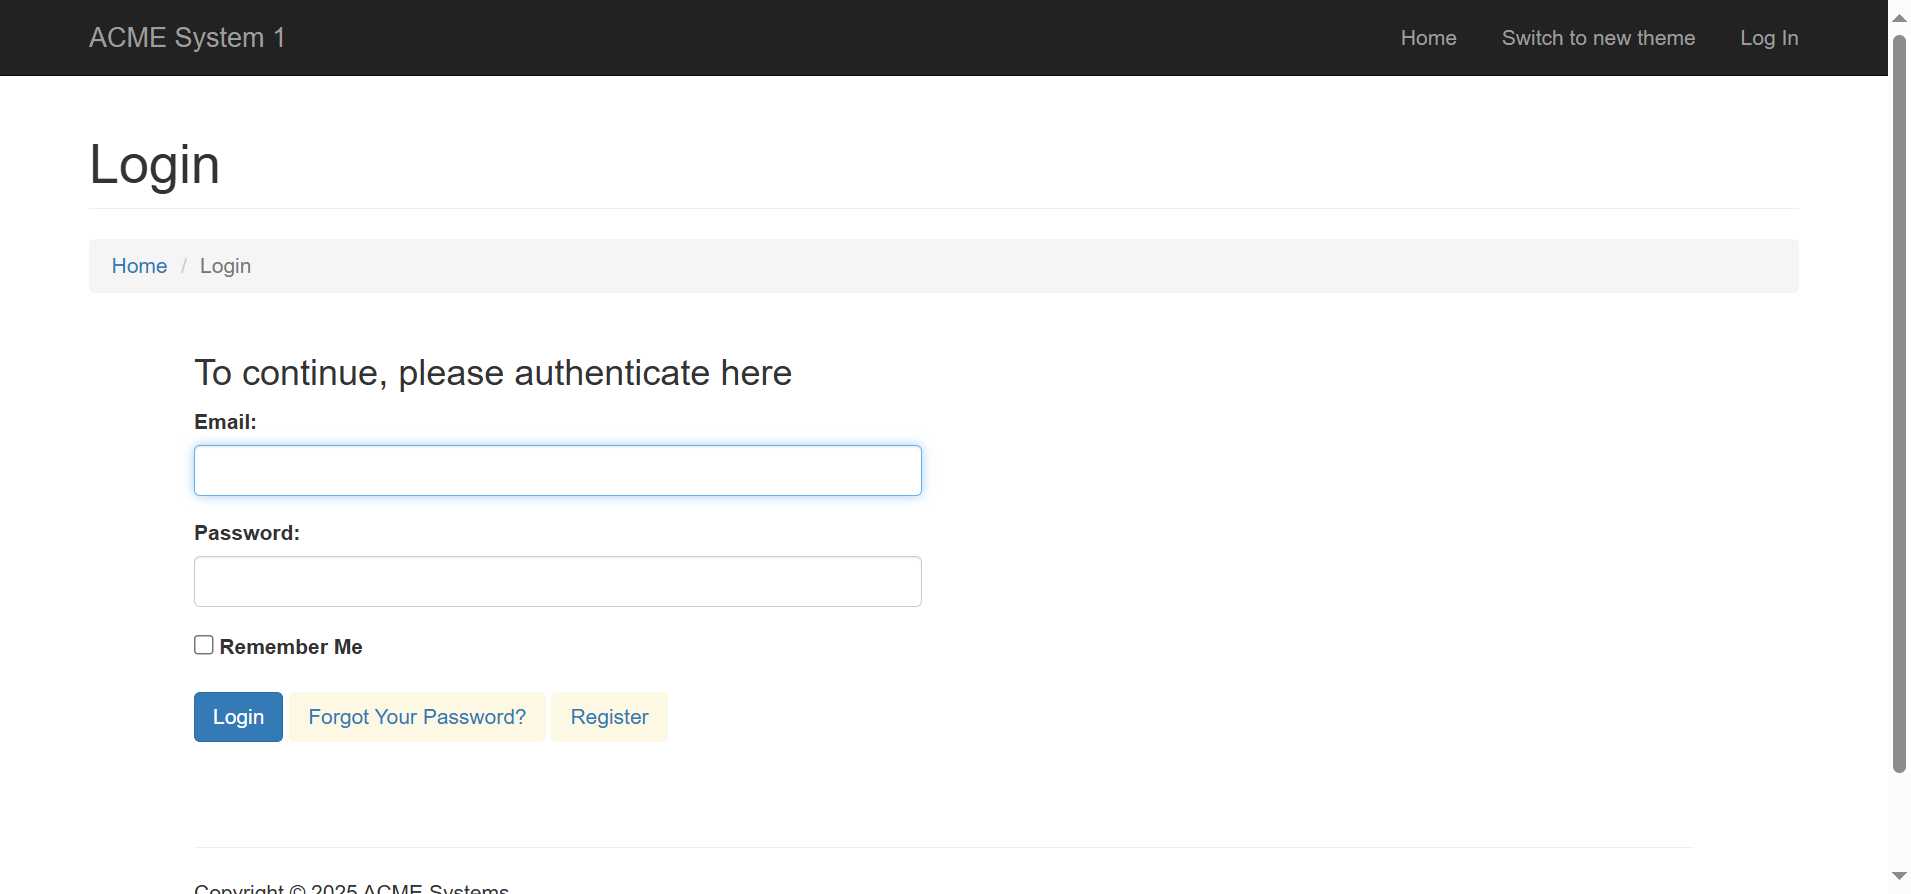 ACME System 1 Home Switch to new theme Log In
Login
Home / Login
To continue, please authenticate here
Email:
Password:
Remember Me
Login Forgot Your Password? Register
Copyright © 2025 ACME Systems